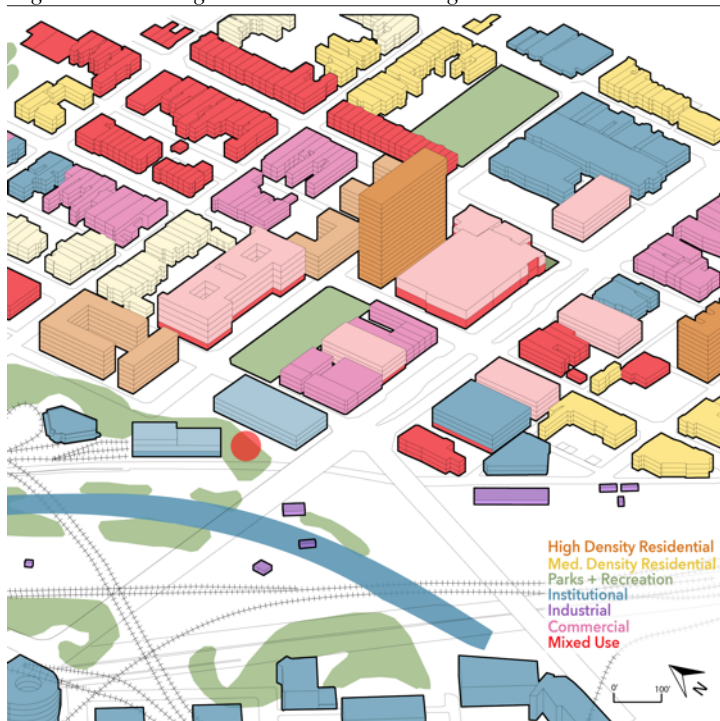 High Density Residential
Med. Density Residential
Parks + Recreation
Institutional
Industrial
Commercial
Mixed Use
0' 100' N